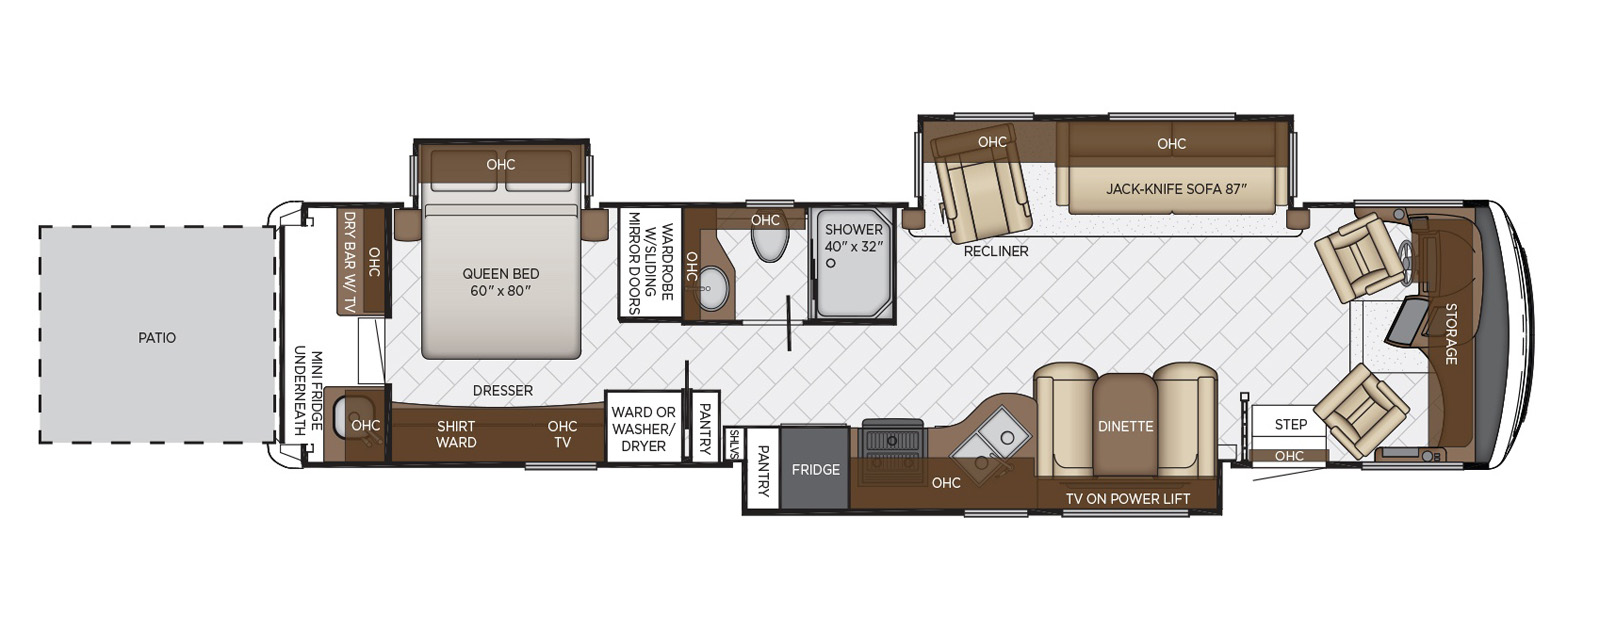 PATIO
DRY BAR W/ TV
OHC
MINI FRIDGE
UNDERNEATH
OHC
OHC
QUEEN BED
60" x 80"
DRESSER
SHIRT
WARD
OHC
TV
WARD OR
WASHER/
DRYER
PANTRY
SHLVS
PANTRY
FRIDGE
WARDROBE
W/SLIDING
MIRROR DOORS
OHC
OHC
SHOWER
40" x 32"
OHC
RECLINER
OHC
JACK-KNIFE SOFA 87"
OHC
DINETTE
TV ON POWER LIFT
STEP
OHC
STORAGE